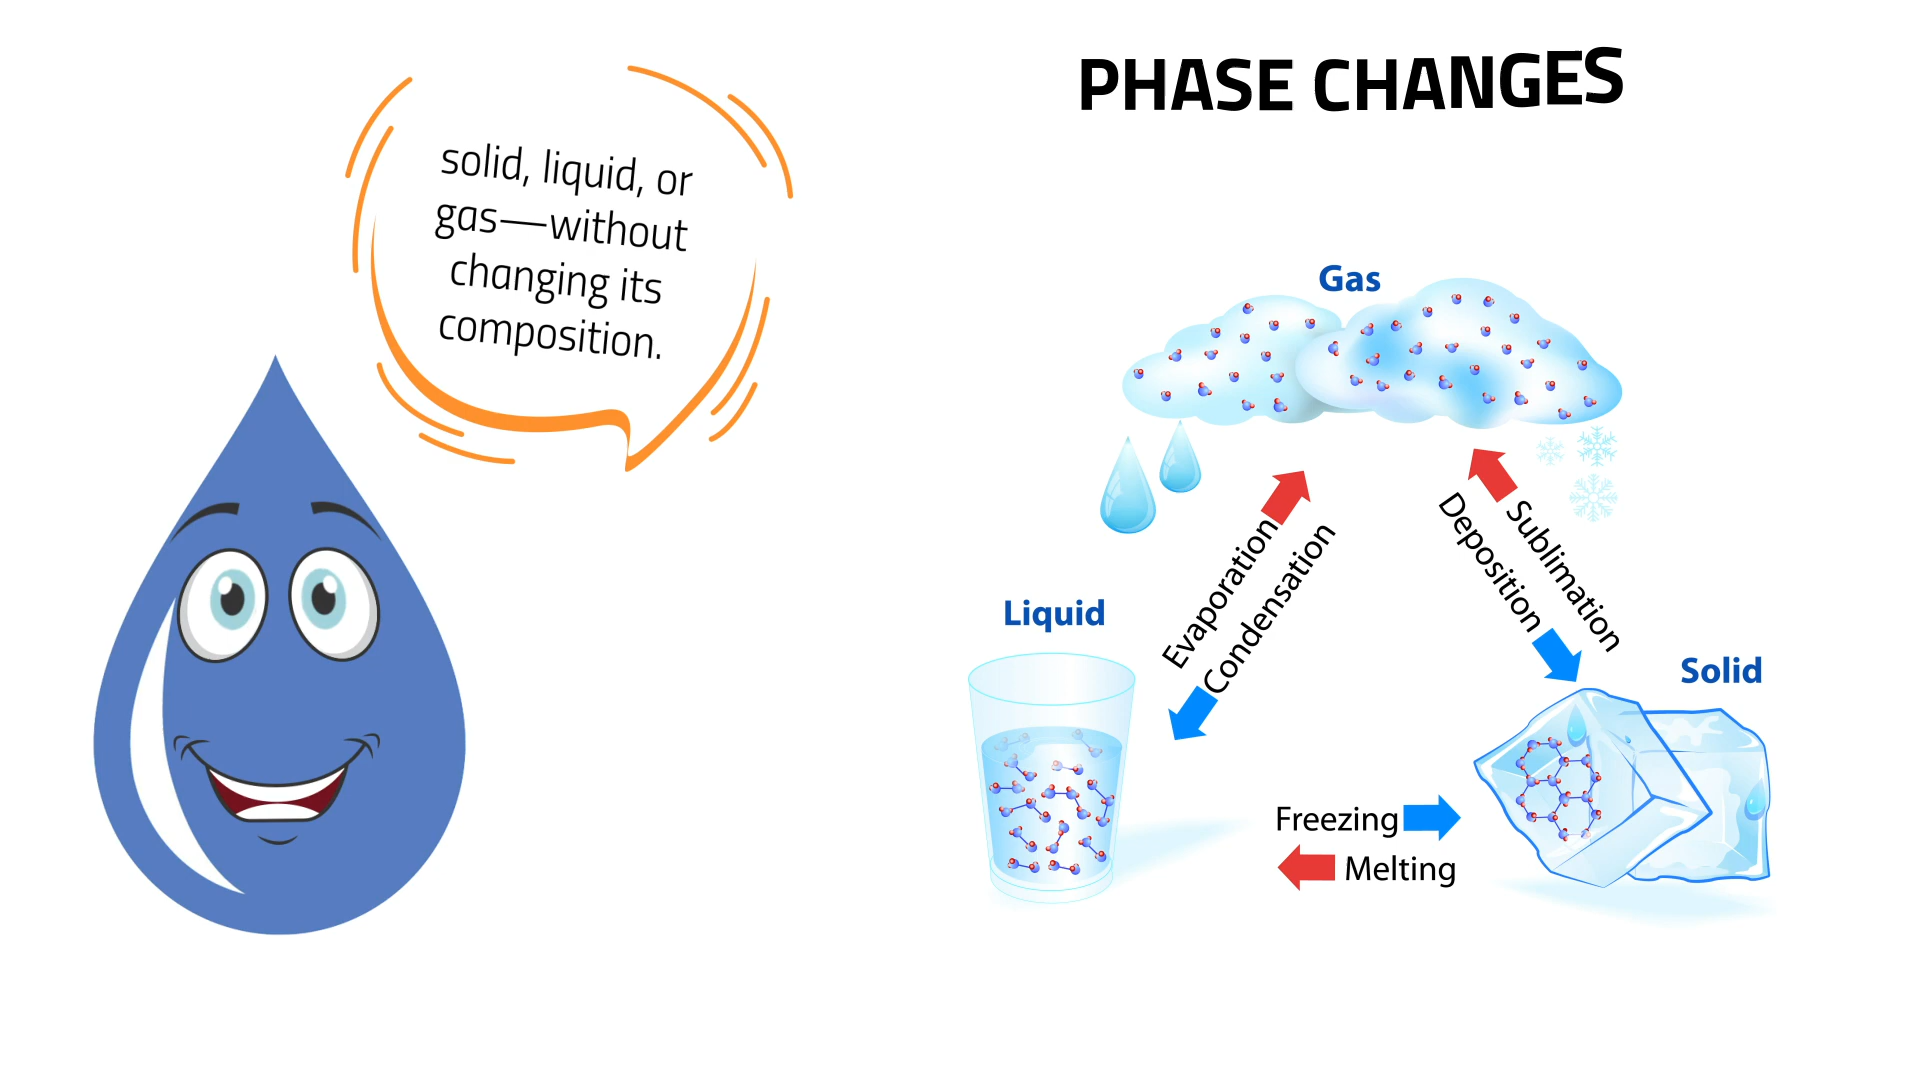 PHASE CHANGES
solid, liquid, or
gas—without
changing its
composition.
Gas
Evaporation
Condensation
Deposition
Sublimation
Liquid
Solid
Freezing
Melting